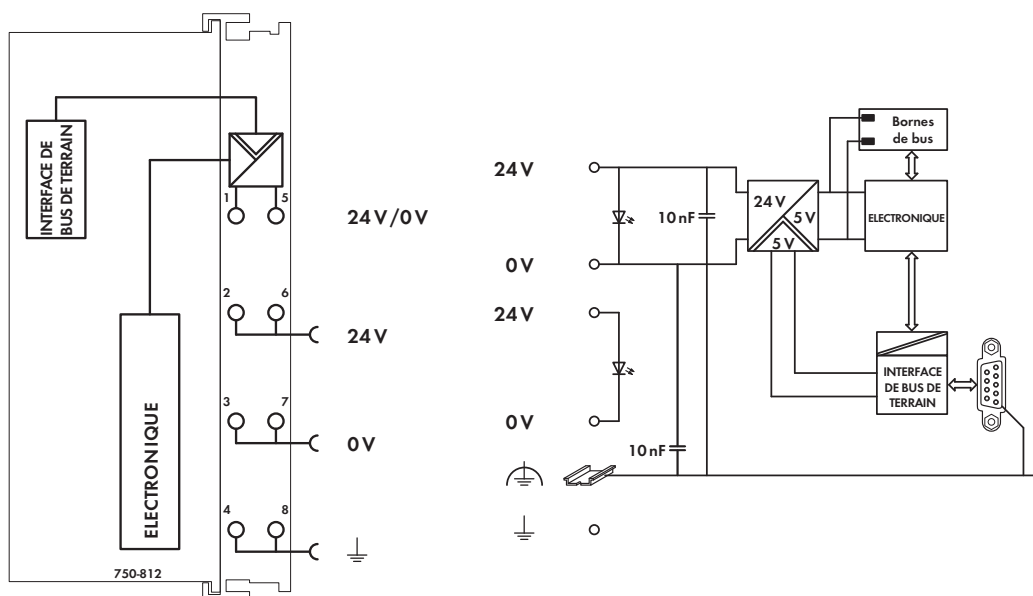 INTERFACE DE
BUS DE TERRAIN
1
5
24 V/0 V
2
6
24 V
3
7
0 V
4
8
ELECTRONIQUE
750-812
24 V
0 V
24 V
0 V
10 nF
10 nF
24 V
5 V
5 V
Bornes
de bus
ELECTRONIQUE
INTERFACE
DE BUS DE
TERRAIN